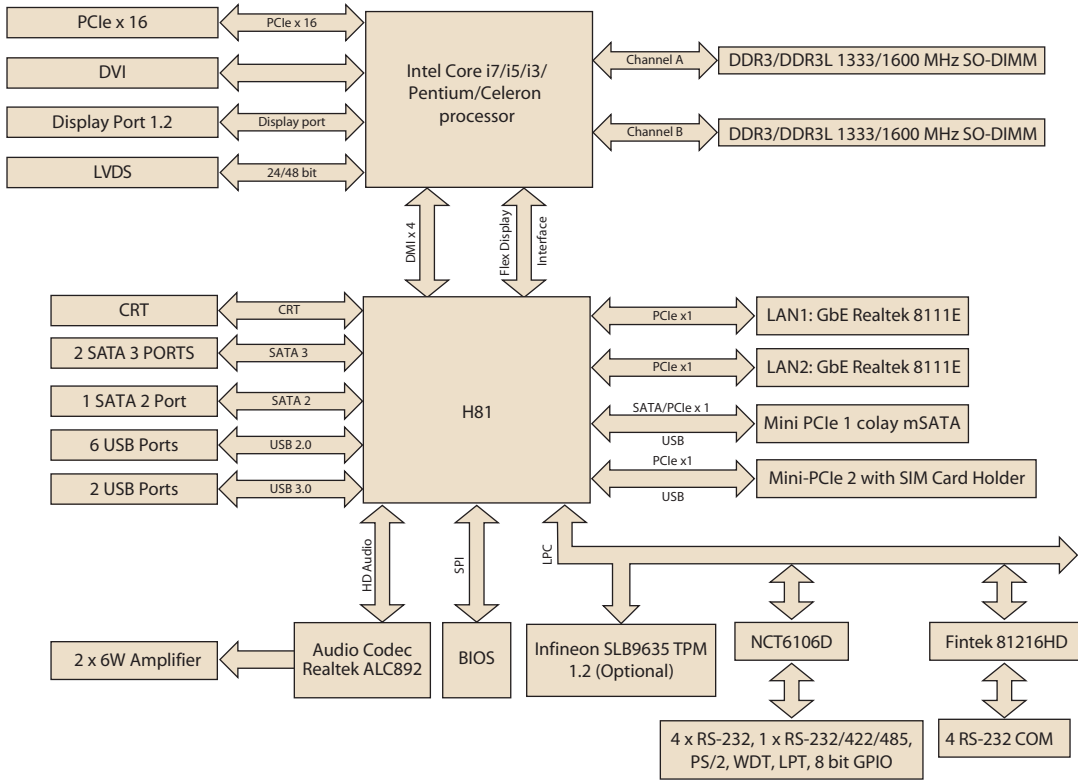 PCIe x 16
PCIe x 16
DVI
Display Port 1.2
Display port
LVDS
24/48 bit
Intel Core i7/i5/i3/
Pentium/Celeron
processor
Channel A
DDR3/DDR3L 1333/1600 MHz SO-DIMM
Channel B
DDR3/DDR3L 1333/1600 MHz SO-DIMM
DMI x 4
Flex Display
Interface
CRT
CRT
2 SATA 3 PORTS
SATA 3
1 SATA 2 Port
SATA 2
6 USB Ports
USB 2.0
2 USB Ports
USB 3.0
H81
PCIe x1
LAN1: GbE Realtek 8111E
PCIe x1
LAN2: GbE Realtek 8111E
SATA/PCIe x 1
USB
Mini PCIe 1 colay mSATA
PCIe x1
USB
Mini-PCIe 2 with SIM Card Holder
HD Audio
SPI
LPC
2 x 6W Amplifier
Audio Codec
Realtek ALC892
BIOS
Infineon SLB9635 TPM
1.2 (Optional)
NCT6106D
Fintek 81216HD
4 x RS-232, 1 x RS-232/422/485,
PS/2, WDT, LPT, 8 bit GPIO
4 RS-232 COM